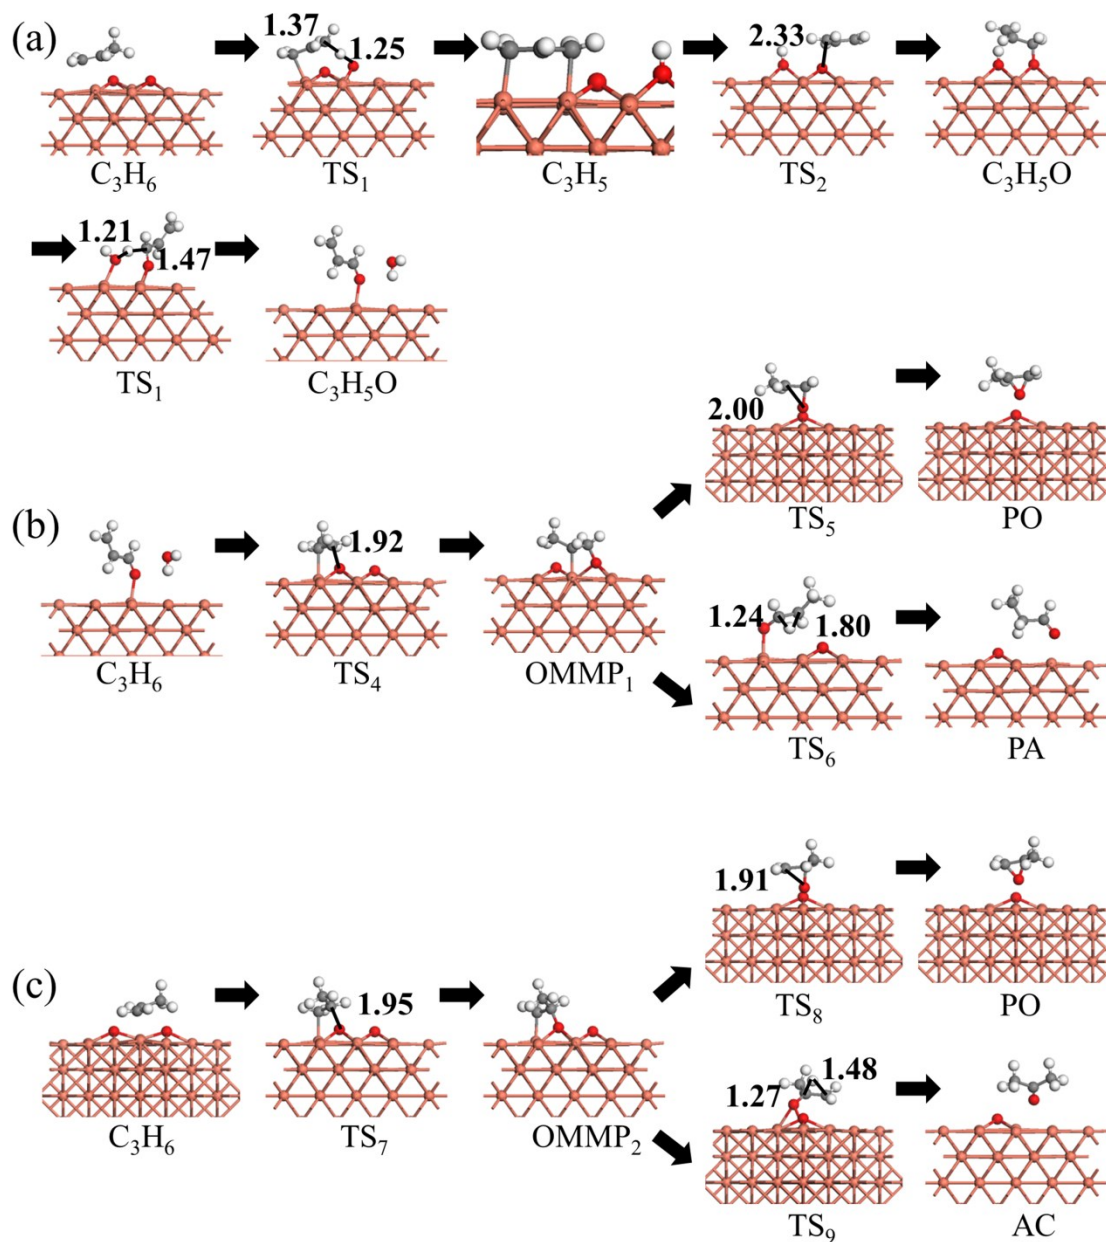 (a)
1.37
1.25
2.33
C₃H₆
TS₁
C₃H₅
TS₂
C₃H₅O
1.21
1.47
TS₁
C₃H₅O
2.00
TS₅
PO
(b)
1.92
C₃H₆
TS₄
OMMP₁
1.24
1.80
TS₆
PA
1.91
TS₈
PO
(c)
1.95
C₃H₆
TS₇
OMMP₂
1.27
1.48
TS₉
AC